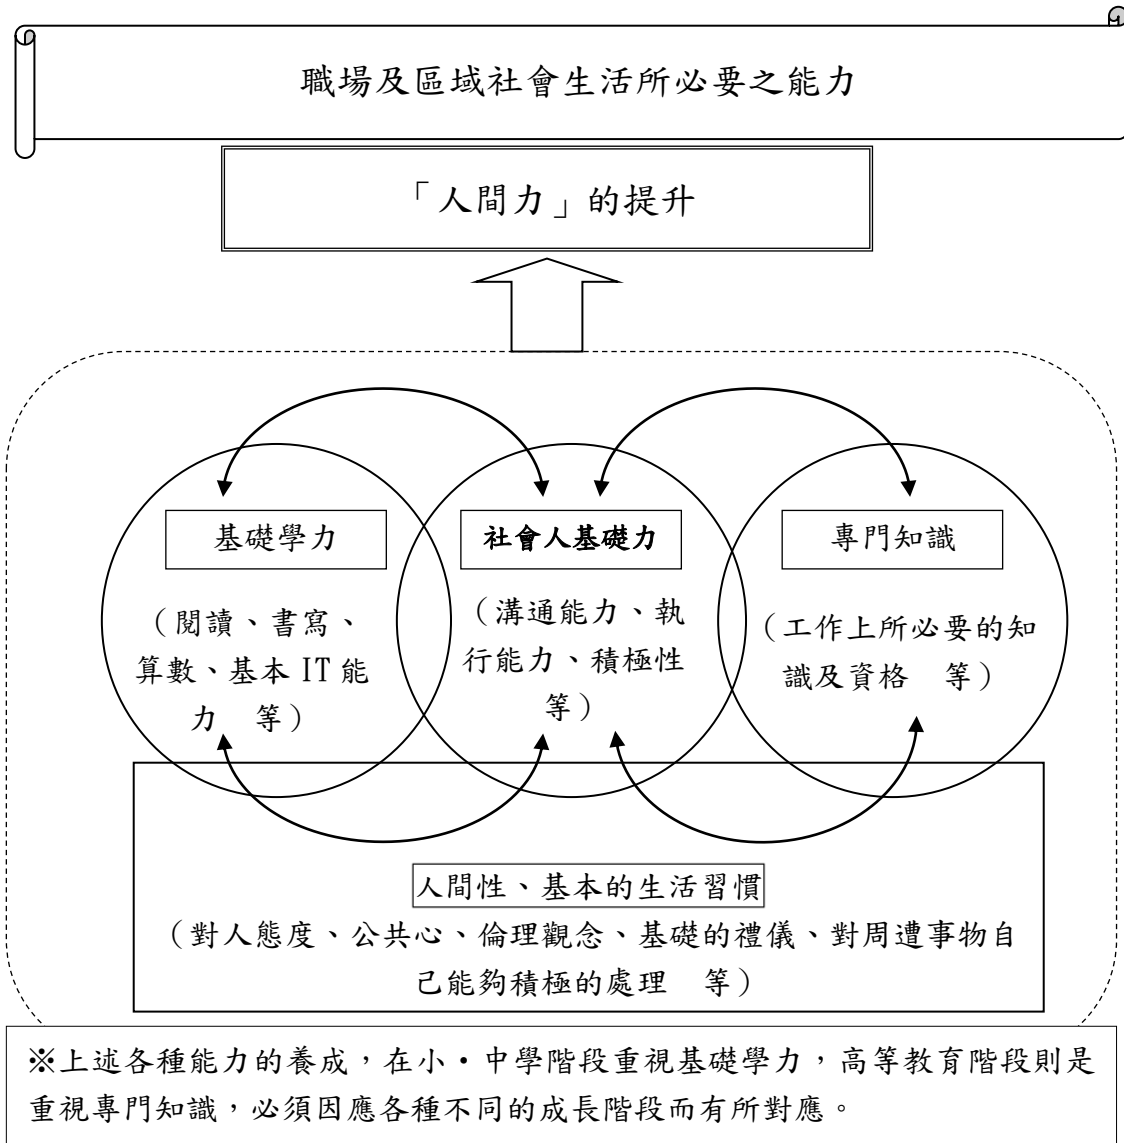 職場及區域社會生活所必要之能力
「人間力」的提升
基礎學力
（閱讀、書寫、
算數、基本 IT 能
力　等）
社會人基礎力
（溝通能力、執
行能力、積極性
等）
專門知識
（工作上所必要的知
識及資格　等）
人間性、基本的生活習慣
（對人態度、公共心、倫理觀念、基礎的禮儀、對周遭事物自
己能夠積極的處理　等）
※上述各種能力的養成，在小‧中學階段重視基礎學力，高等教育階段則是
重視專門知識，必須因應各種不同的成長階段而有所對應。